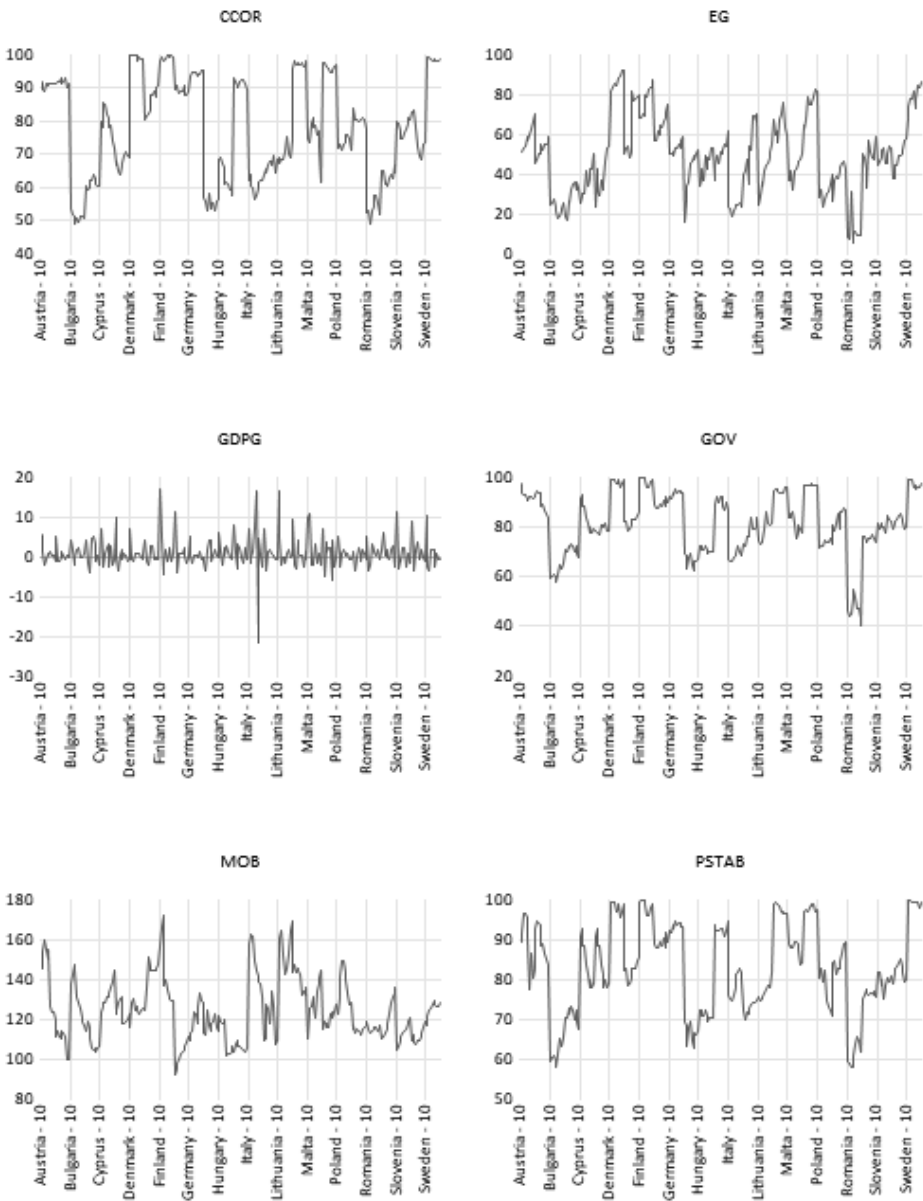 CCOR
100
90
80
70
60
50
40
Austria - 10
Bulgaria - 10
Cyprus - 10
Denmark - 10
Finland - 10
Germany - 10
Hungary - 10
Italy - 10
Lithuania - 10
Malta - 10
Poland - 10
Romania - 10
Slovenia - 10
Sweden - 10
EG
100
80
60
40
20
0
Austria - 10
Bulgaria - 10
Cyprus - 10
Denmark - 10
Finland - 10
Germany - 10
Hungary - 10
Italy - 10
Lithuania - 10
Malta - 10
Poland - 10
Romania - 10
Slovenia - 10
Sweden - 10
GDPG
20
10
0
-10
-20
-30
Austria - 10
Bulgaria - 10
Cyprus - 10
Denmark - 10
Finland - 10
Germany - 10
Hungary - 10
Italy - 10
Lithuania - 10
Malta - 10
Poland - 10
Romania - 10
Slovenia - 10
Sweden - 10
GOV
100
80
60
40
20
Austria - 10
Bulgaria - 10
Cyprus - 10
Denmark - 10
Finland - 10
Germany - 10
Hungary - 10
Italy - 10
Lithuania - 10
Malta - 10
Poland - 10
Romania - 10
Slovenia - 10
Sweden - 10
MOB
180
160
140
120
100
80
Austria - 10
Bulgaria - 10
Cyprus - 10
Denmark - 10
Finland - 10
Germany - 10
Hungary - 10
Italy - 10
Lithuania - 10
Malta - 10
Poland - 10
Romania - 10
Slovenia - 10
Sweden - 10
PSTAB
100
90
80
70
60
50
Austria - 10
Bulgaria - 10
Cyprus - 10
Denmark - 10
Finland - 10
Germany - 10
Hungary - 10
Italy - 10
Lithuania - 10
Malta - 10
Poland - 10
Romania - 10
Slovenia - 10
Sweden - 10